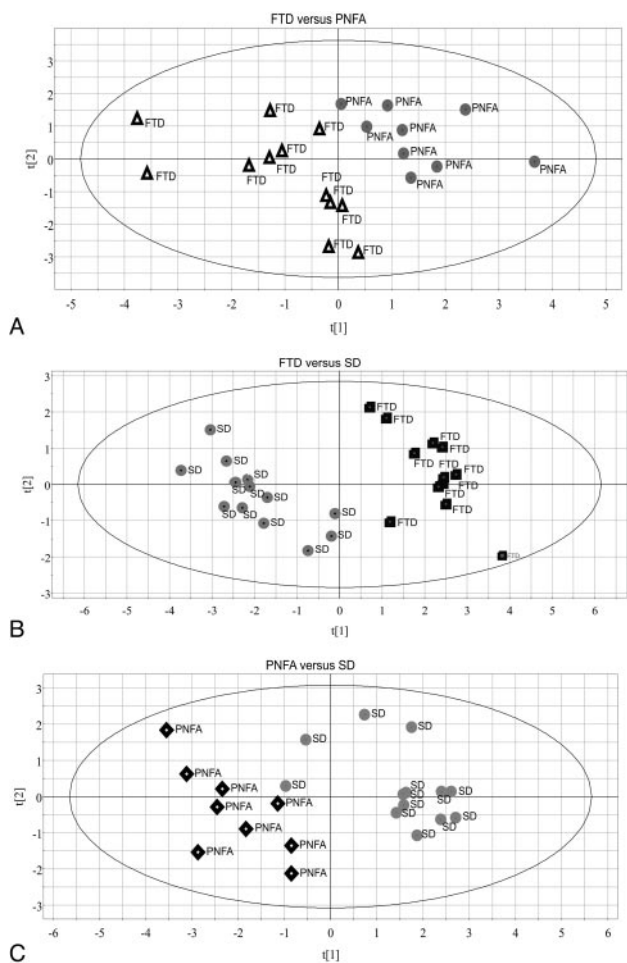 FTD versus PNFA
3
2
1
0
-1
-2
-3
t[2]
FTD
FTD
FTD
PNFA
PNFA
PNFA
PNFA
PNFA
FTD
FTD
FTD
FTD
PNFA
PNFA
PNFA
PNFA
FTD
FTD
FTD
FTD
FTD
-5 -4 -3 -2 -1 0 1 2 3 4 5
t[1]
A
FTD versus SD
3
2
1
0
-1
-2
-3
t[2]
SD
FTD
FTD
SD
SD
SD
SD SD
SD
SD
SD SD
SD
SD
SD
SD
FTD
FTD
FTD FTD
FTD
FTD
FTD
FTD
FTD
-6 -5 -4 -3 -2 -1 0 1 2 3 4 5 6
t[1]
B
PNFA versus SD
3
2
1
0
-1
-2
-3
t[2]
PNFA
SD
SD
SD
PNFA
PNFA
SD
PNFA
PNFA
PNFA
PNFA
PNFA
PNFA
SD
SD
SD
SD
SD
SD
SD
SD
SD
-6 -5 -4 -3 -2 -1 0 1 2 3 4 5 6
t[1]
C